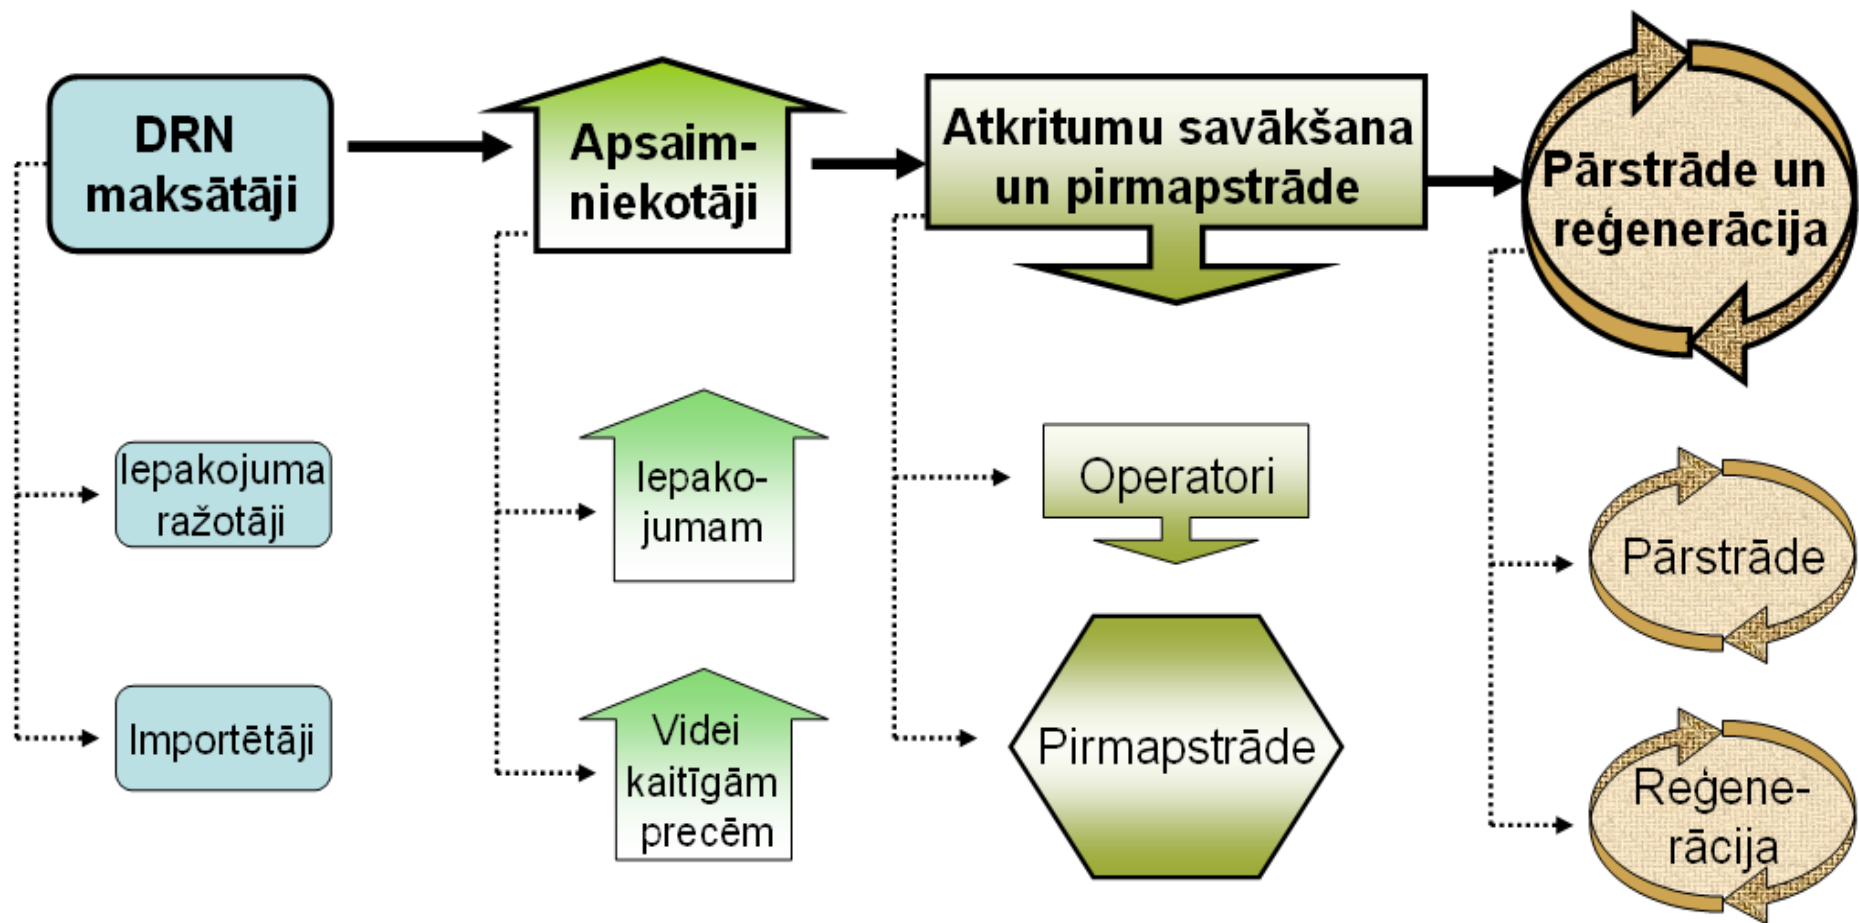 DRN
maksātāji
Apsaim-
niekotāji
Atkritumu savākšana
un pirmapstrāde
Pārstrāde un
reģenerācija
Iepakojuma
ražotāji
Iepako-
jumam
Operatori
Pārstrāde
Importētāji
Videi
kaitīgām
precēm
Pirmapstrāde
Reģene-
rācija